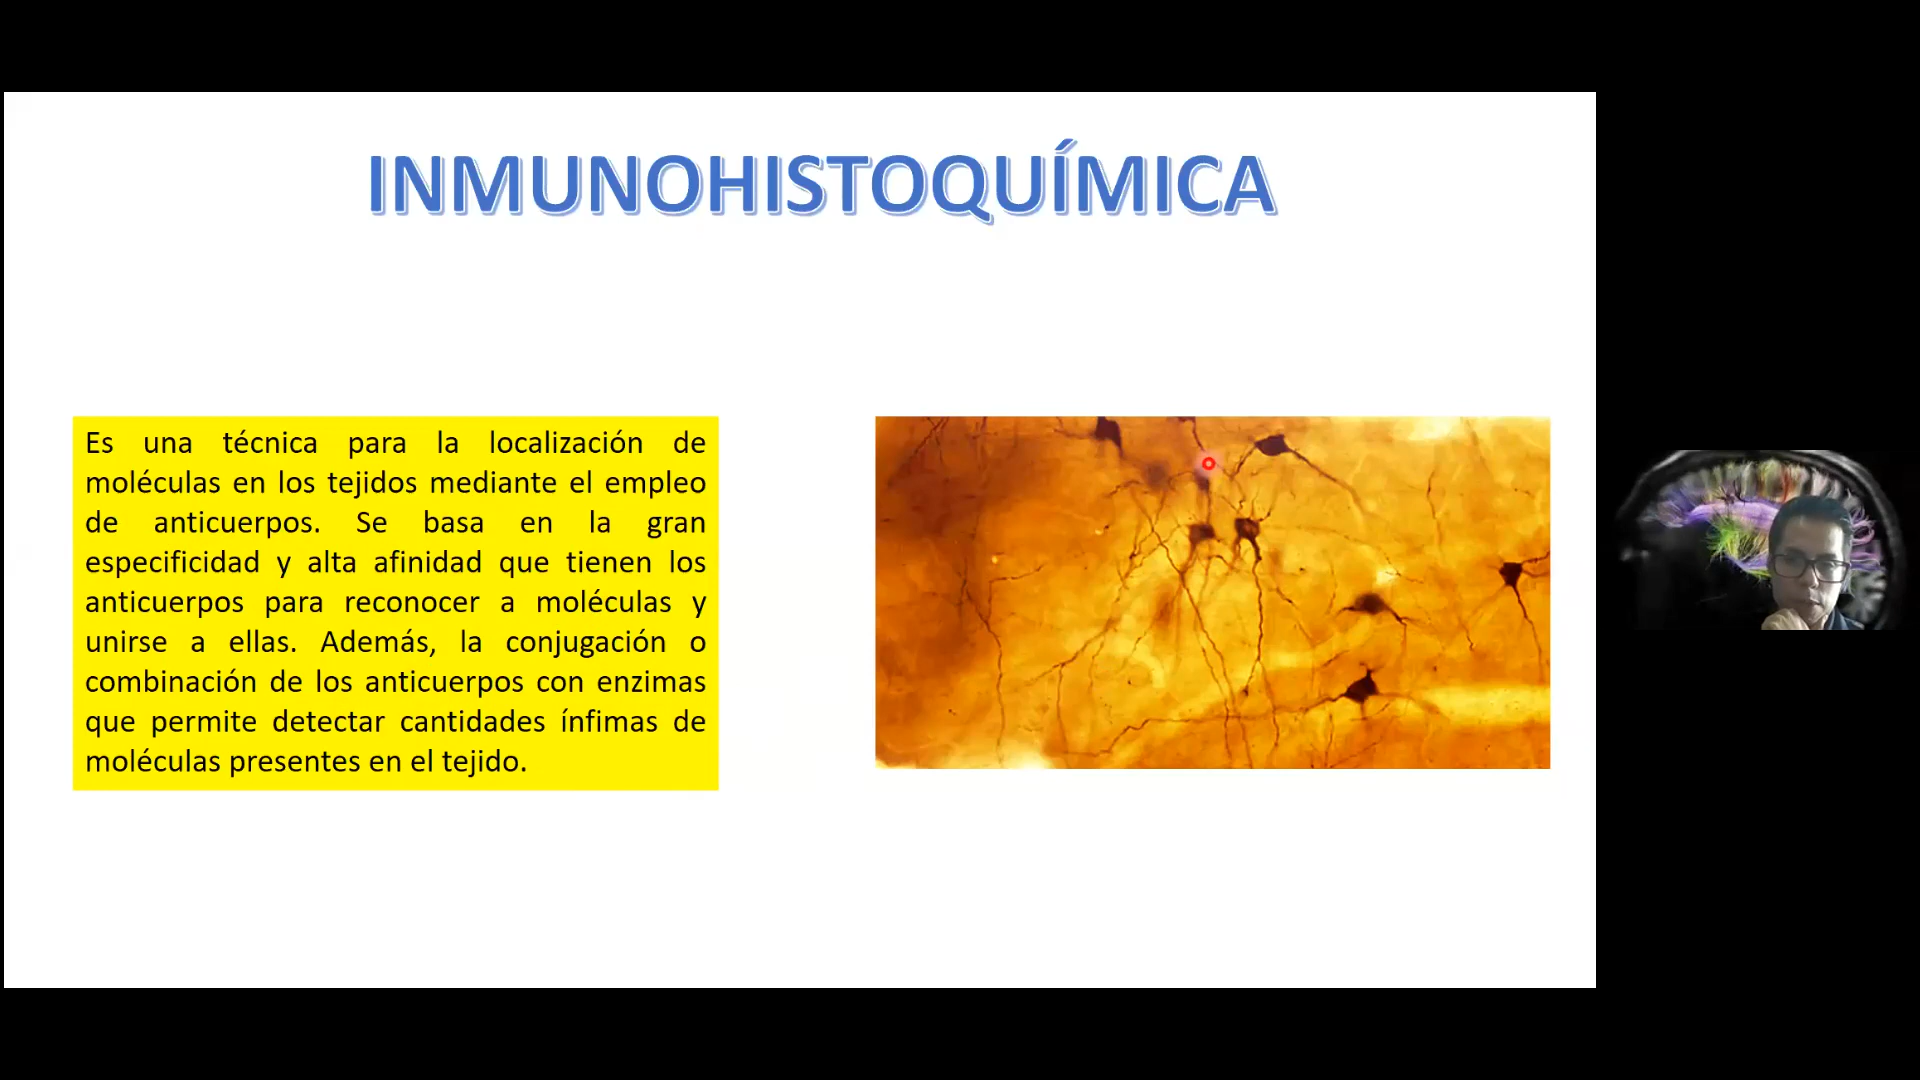 INMUNOHISTOQUÍMICA
Es una técnica para la localización de
moléculas en los tejidos mediante el empleo
de anticuerpos. Se basa en la gran
especificidad y alta afinidad que tienen los
anticuerpos para reconocer a moléculas y
unirse a ellas. Además, la conjugación o
combinación de los anticuerpos con enzimas
que permite detectar cantidades ínfimas de
moléculas presentes en el tejido.